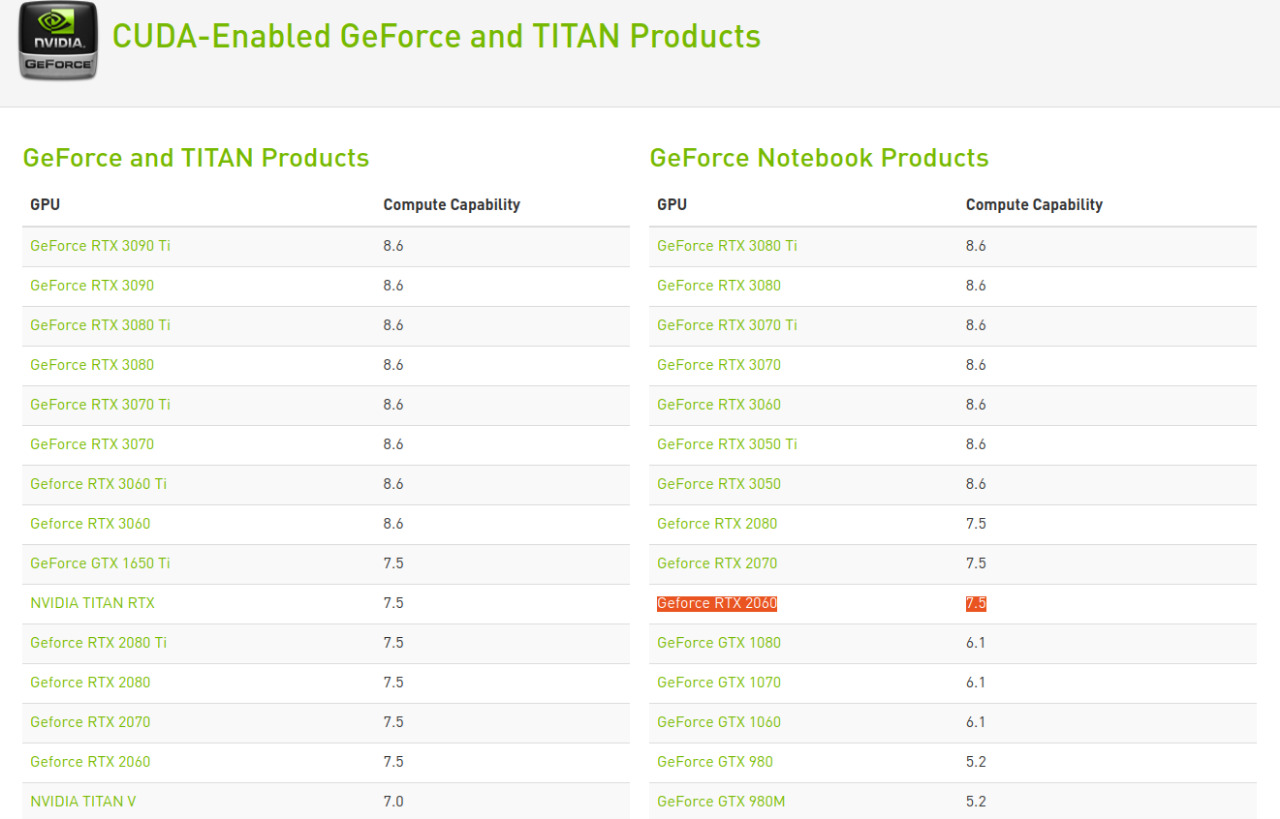 NVIDIA.
GEFORCE
CUDA-Enabled GeForce and TITAN Products
GeForce and TITAN Products
GPU Compute Capability
GeForce RTX 3090 Ti 8.6
GeForce RTX 3090 8.6
GeForce RTX 3080 Ti 8.6
GeForce RTX 3080 8.6
GeForce RTX 3070 Ti 8.6
GeForce RTX 3070 8.6
Geforce RTX 3060 Ti 8.6
Geforce RTX 3060 8.6
GeForce GTX 1650 Ti 7.5
NVIDIA TITAN RTX 7.5
Geforce RTX 2080 Ti 7.5
Geforce RTX 2080 7.5
Geforce RTX 2070 7.5
Geforce RTX 2060 7.5
NVIDIA TITAN V 7.0
GeForce Notebook Products
GPU Compute Capability
GeForce RTX 3080 Ti 8.6
GeForce RTX 3080 8.6
GeForce RTX 3070 Ti 8.6
GeForce RTX 3070 8.6
GeForce RTX 3060 8.6
GeForce RTX 3050 Ti 8.6
GeForce RTX 3050 8.6
Geforce RTX 2080 7.5
Geforce RTX 2070 7.5
Geforce RTX 2060 7.5
GeForce GTX 1080 6.1
GeForce GTX 1070 6.1
GeForce GTX 1060 6.1
GeForce GTX 980 5.2
GeForce GTX 980M 5.2